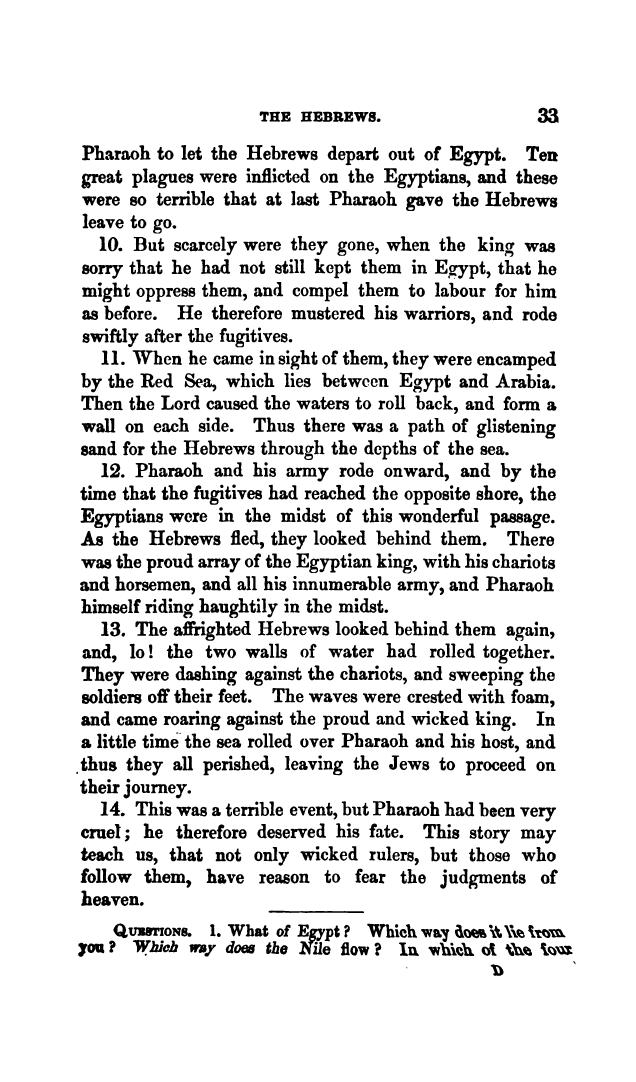 THE HEBREWS. 33
Pharaoh to let the Hebrews depart out of Egypt. Ten
great plagues were inflicted on the Egyptians, and these
were so terrible that at last Pharaoh gave the Hebrews
leave to go.
10. But scarcely were they gone, when the king was
sorry that he had not still kept them in Egypt, that he
might oppress them, and compel them to labour for him
as before. He therefore mustered his warriors, and rode
swiftly after the fugitives.
11. When he came in sight of them, they were encamped
by the Red Sea, which lies between Egypt and Arabia.
Then the Lord caused the waters to roll back, and form a
wall on each side. Thus there was a path of glistening
sand for the Hebrews through the depths of the sea.
12. Pharaoh and his army rode onward, and by the
time that the fugitives had reached the opposite shore, the
Egyptians were in the midst of this wonderful passage.
As the Hebrews fled, they looked behind them. There
was the proud array of the Egyptian king, with his chariots
and horsemen, and all his innumerable army, and Pharaoh
himself riding haughtily in the midst.
13. The affrighted Hebrews looked behind them again,
and, lo! the two walls of water had rolled together.
They were dashing against the chariots, and sweeping the
soldiers off their feet. The waves were crested with foam,
and came roaring against the proud and wicked king. In
a little time the sea rolled over Pharaoh and his host, and
thus they all perished, leaving the Jews to proceed on
their journey.
14. This was a terrible event, but Pharaoh had been very
cruel; he therefore deserved his fate. This story may
teach us, that not only wicked rulers, but those who
follow them, have reason to fear the judgments of
heaven.
QUESTIONS. 1. What of Egypt? Which way does it lie from
you? Which way does the Nile flow? In which of the four
D